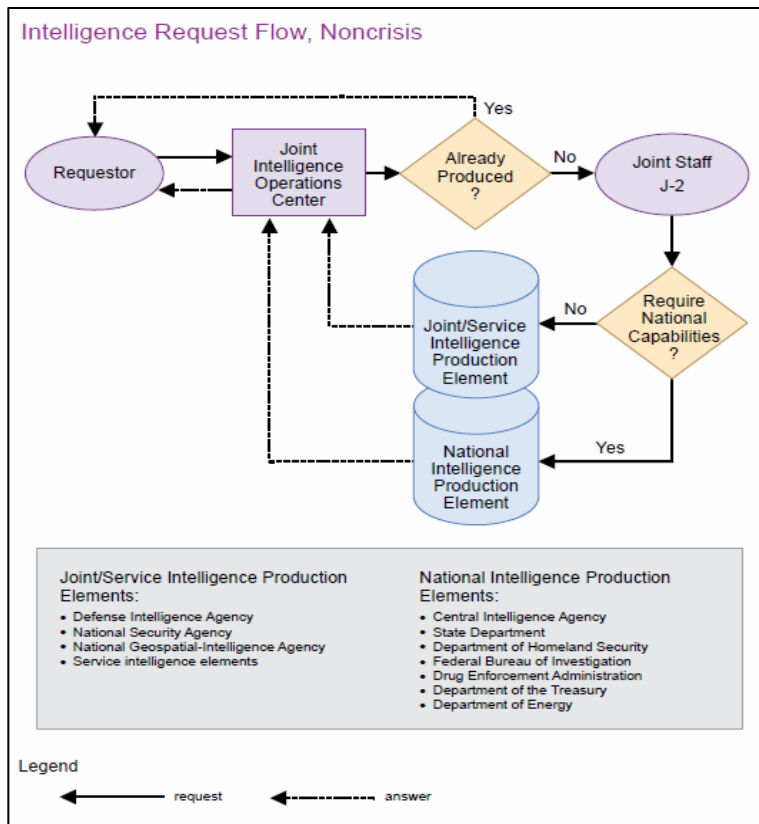 Intelligence Request Flow, Noncrisis
Yes
Requestor
Joint
Intelligence
Operations
Center
Already
Produced
?
No
Joint Staff
J-2
Require
National
Capabilities
?
No
Joint/Service
Intelligence
Production
Element
Yes
National
Intelligence
Production
Element
Joint/Service Intelligence Production
Elements:
• Defense Intelligence Agency
• National Security Agency
• National Geospatial-Intelligence Agency
• Service intelligence elements
National Intelligence Production
Elements:
• Central Intelligence Agency
• State Department
• Department of Homeland Security
• Federal Bureau of Investigation
• Drug Enforcement Administration
• Department of the Treasury
• Department of Energy
Legend
request
answer